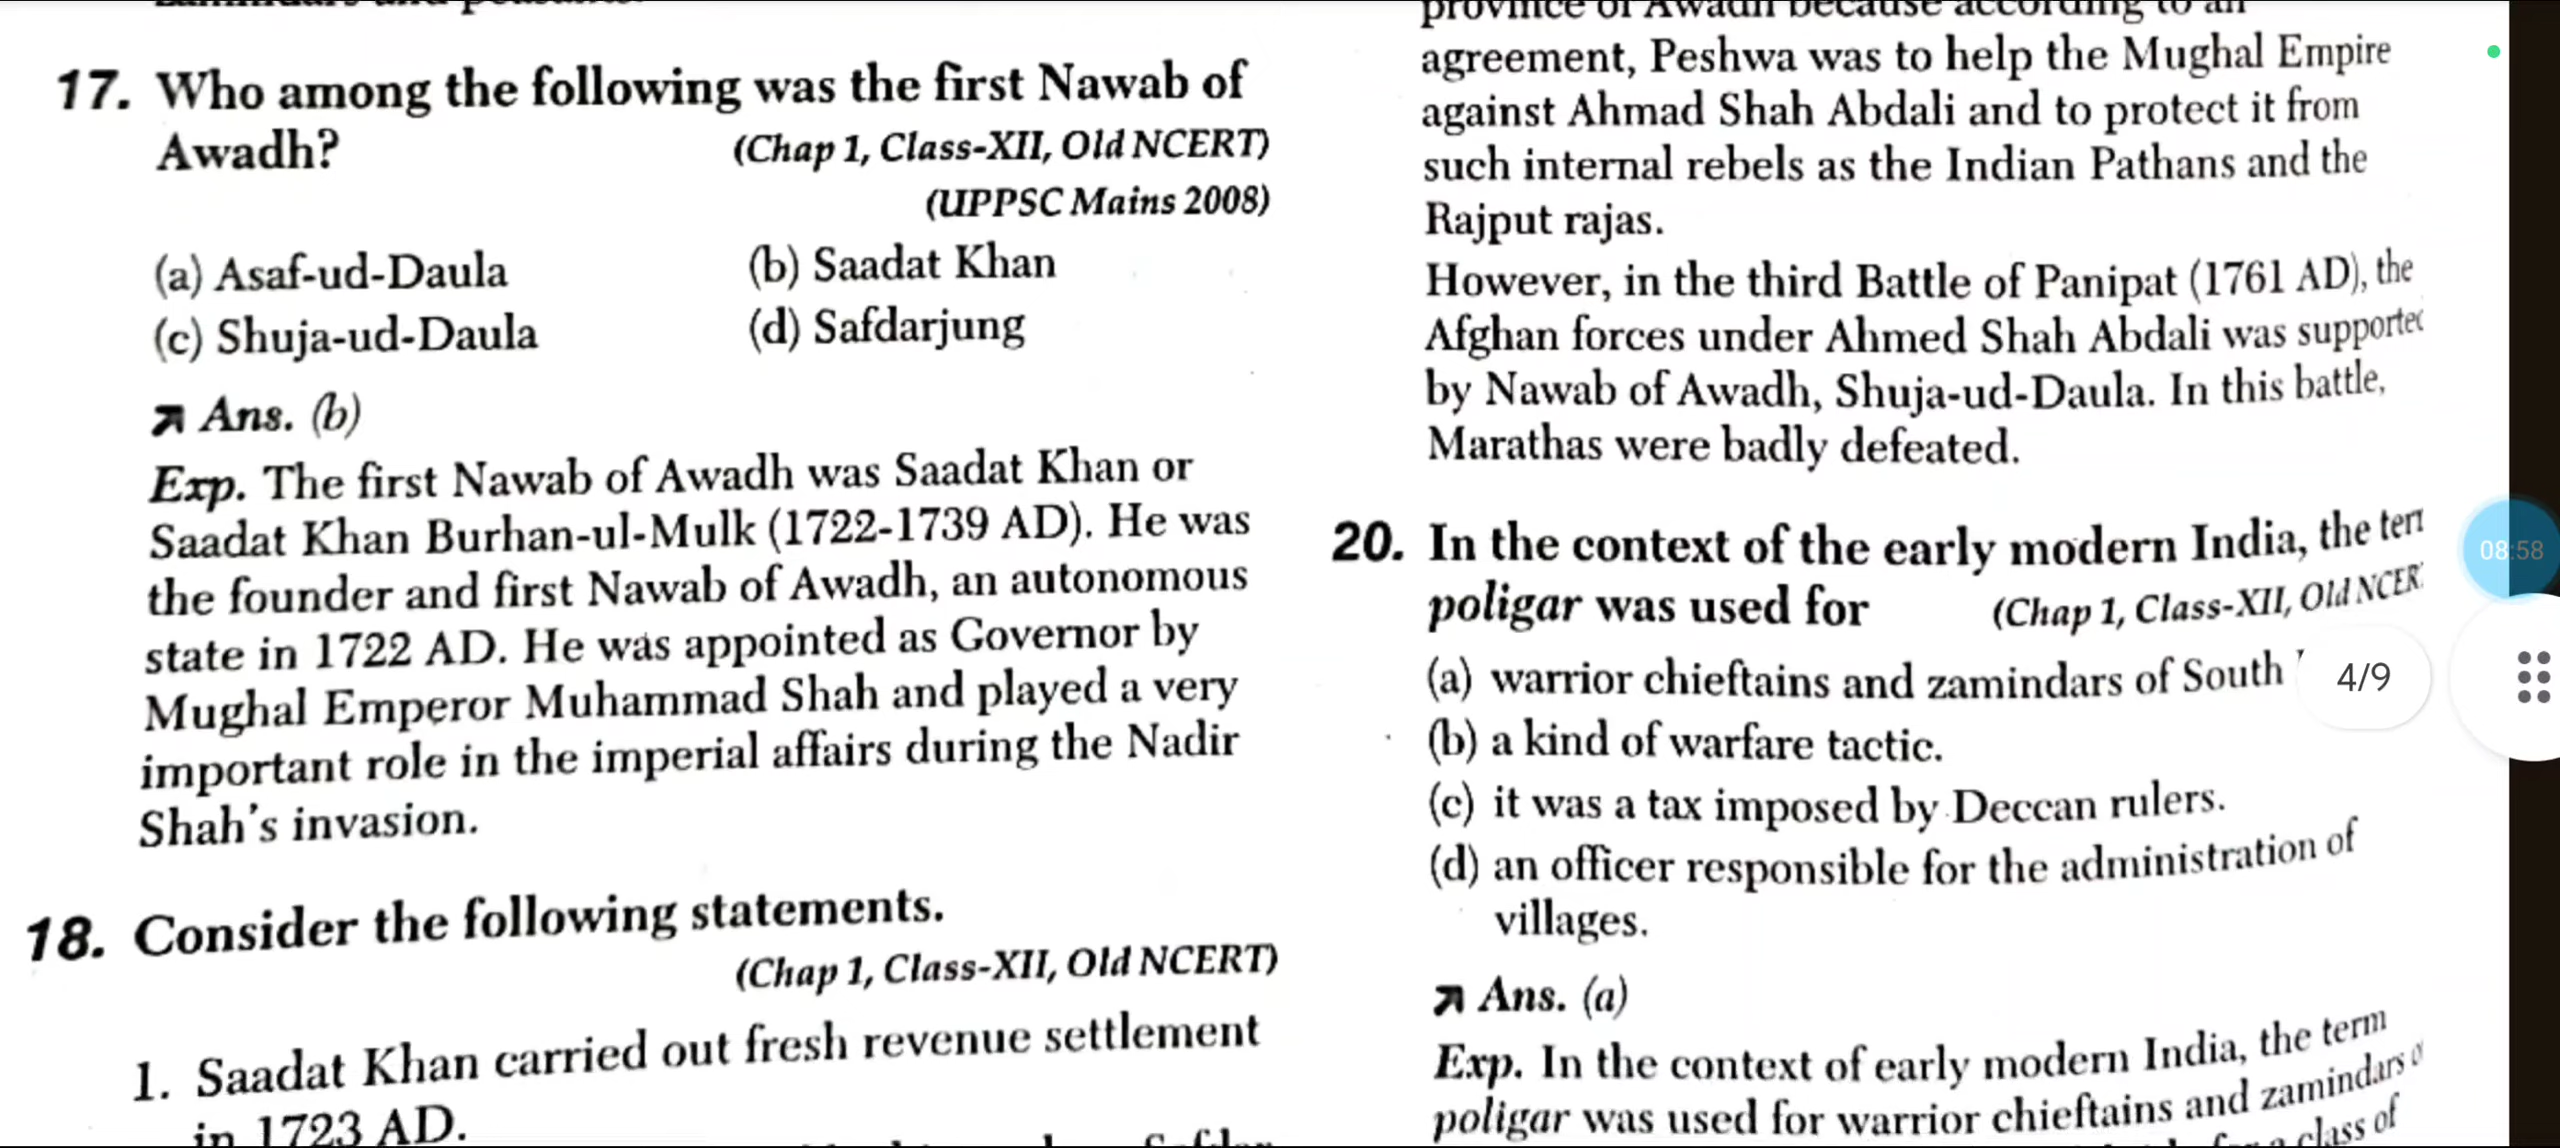 17. Who among the following was the first Nawab of
Awadh? (Chap 1, Class-XII, Old NCERT)
(UPPSC Mains 2008)
(a) Asaf-ud-Daula (b) Saadat Khan
(c) Shuja-ud-Daula (d) Safdarjung
Ans. (b)
Exp. The first Nawab of Awadh was Saadat Khan or
Saadat Khan Burhan-ul-Mulk (1722-1739 AD). He was
the founder and first Nawab of Awadh, an autonomous
state in 1722 AD. He was appointed as Governor by
Mughal Emperor Muhammad Shah and played a very
important role in the imperial affairs during the Nadir
Shah's invasion.
18. Consider the following statements.
(Chap 1, Class-XII, Old NCERT)
1. Saadat Khan carried out fresh revenue settlement
in 1723 AD.
province of Awadh because according to an
agreement, Peshwa was to help the Mughal Empire
against Ahmad Shah Abdali and to protect it from
such internal rebels as the Indian Pathans and the
Rajput rajas.
However, in the third Battle of Panipat (1761 AD), the
Afghan forces under Ahmed Shah Abdali was supported
by Nawab of Awadh, Shuja-ud-Daula. In this battle,
Marathas were badly defeated.
20. In the context of the early modern India, the
poligar was used for (Chap 1, Class-XII, Old NCER
(a) warrior chieftains and zamindars of South
(b) a kind of warfare tactic.
(c) it was a tax imposed by Deccan rulers.
(d) an officer responsible for the administration of
villages.
Ans. (a)
Exp. In the context of early modern India, the term
poligar was used for warrior chieftains and zamindars
class of
08:58
4/9